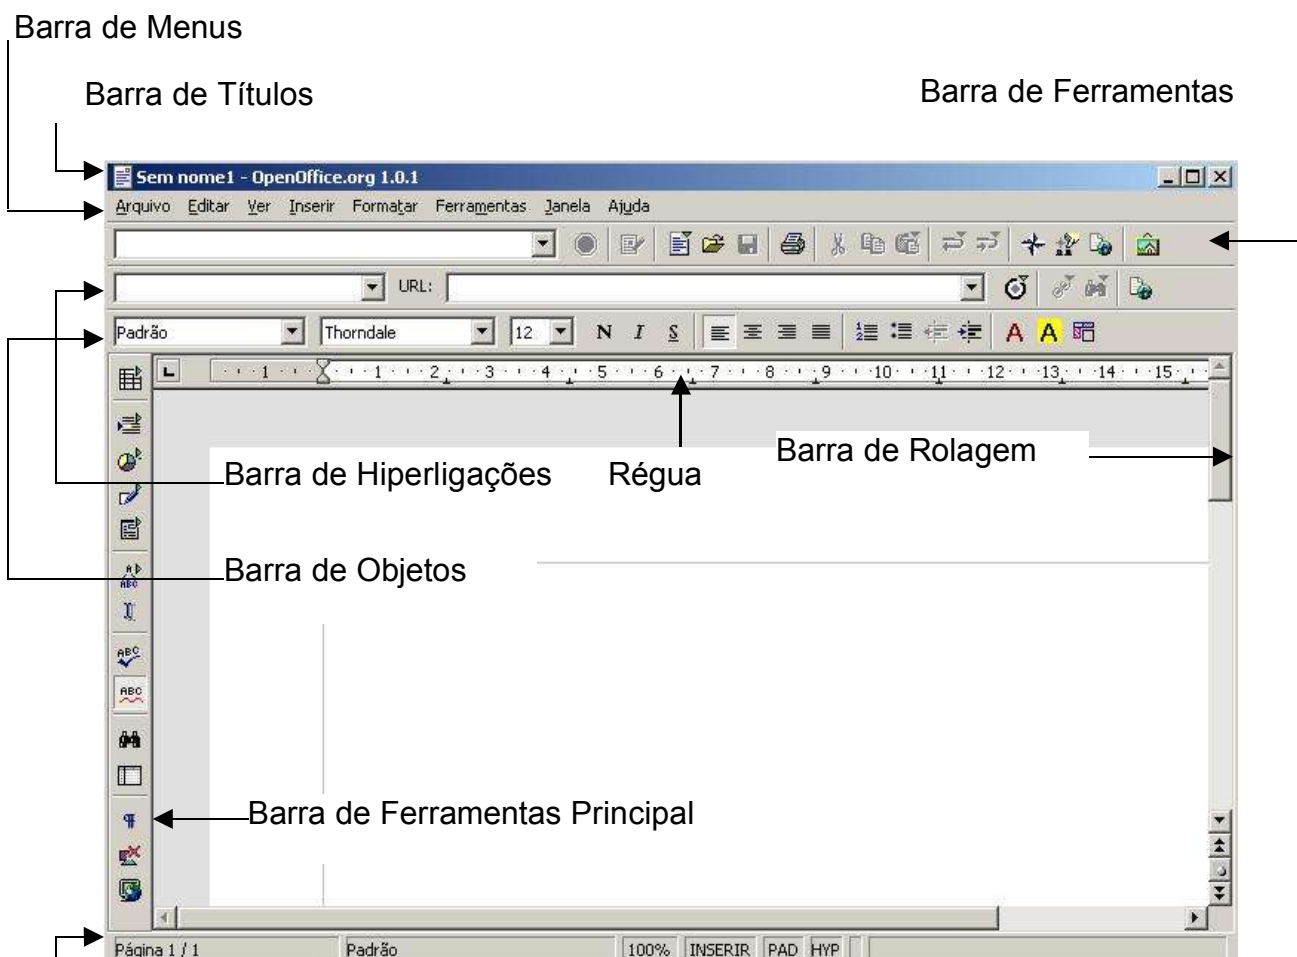 Barra de Menus
Barra de Títulos
Barra de Ferramentas
Sem nome1 - OpenOffice.org 1.0.1
Arquivo Editar Ver Inserir Formatar Ferramentas Janela Ajuda
URL:
Padrão Thorndale 12 N I S A A
1 1 2 3 4 5 6 7 8 9 10 11 12 13 14 15
Barra de Rolagem
Barra de Hiperligações Régua
Barra de Objetos
ABC
ABC
ABC
Barra de Ferramentas Principal
Página 1 / 1 Padrão 100% INSERIR PAD HYP